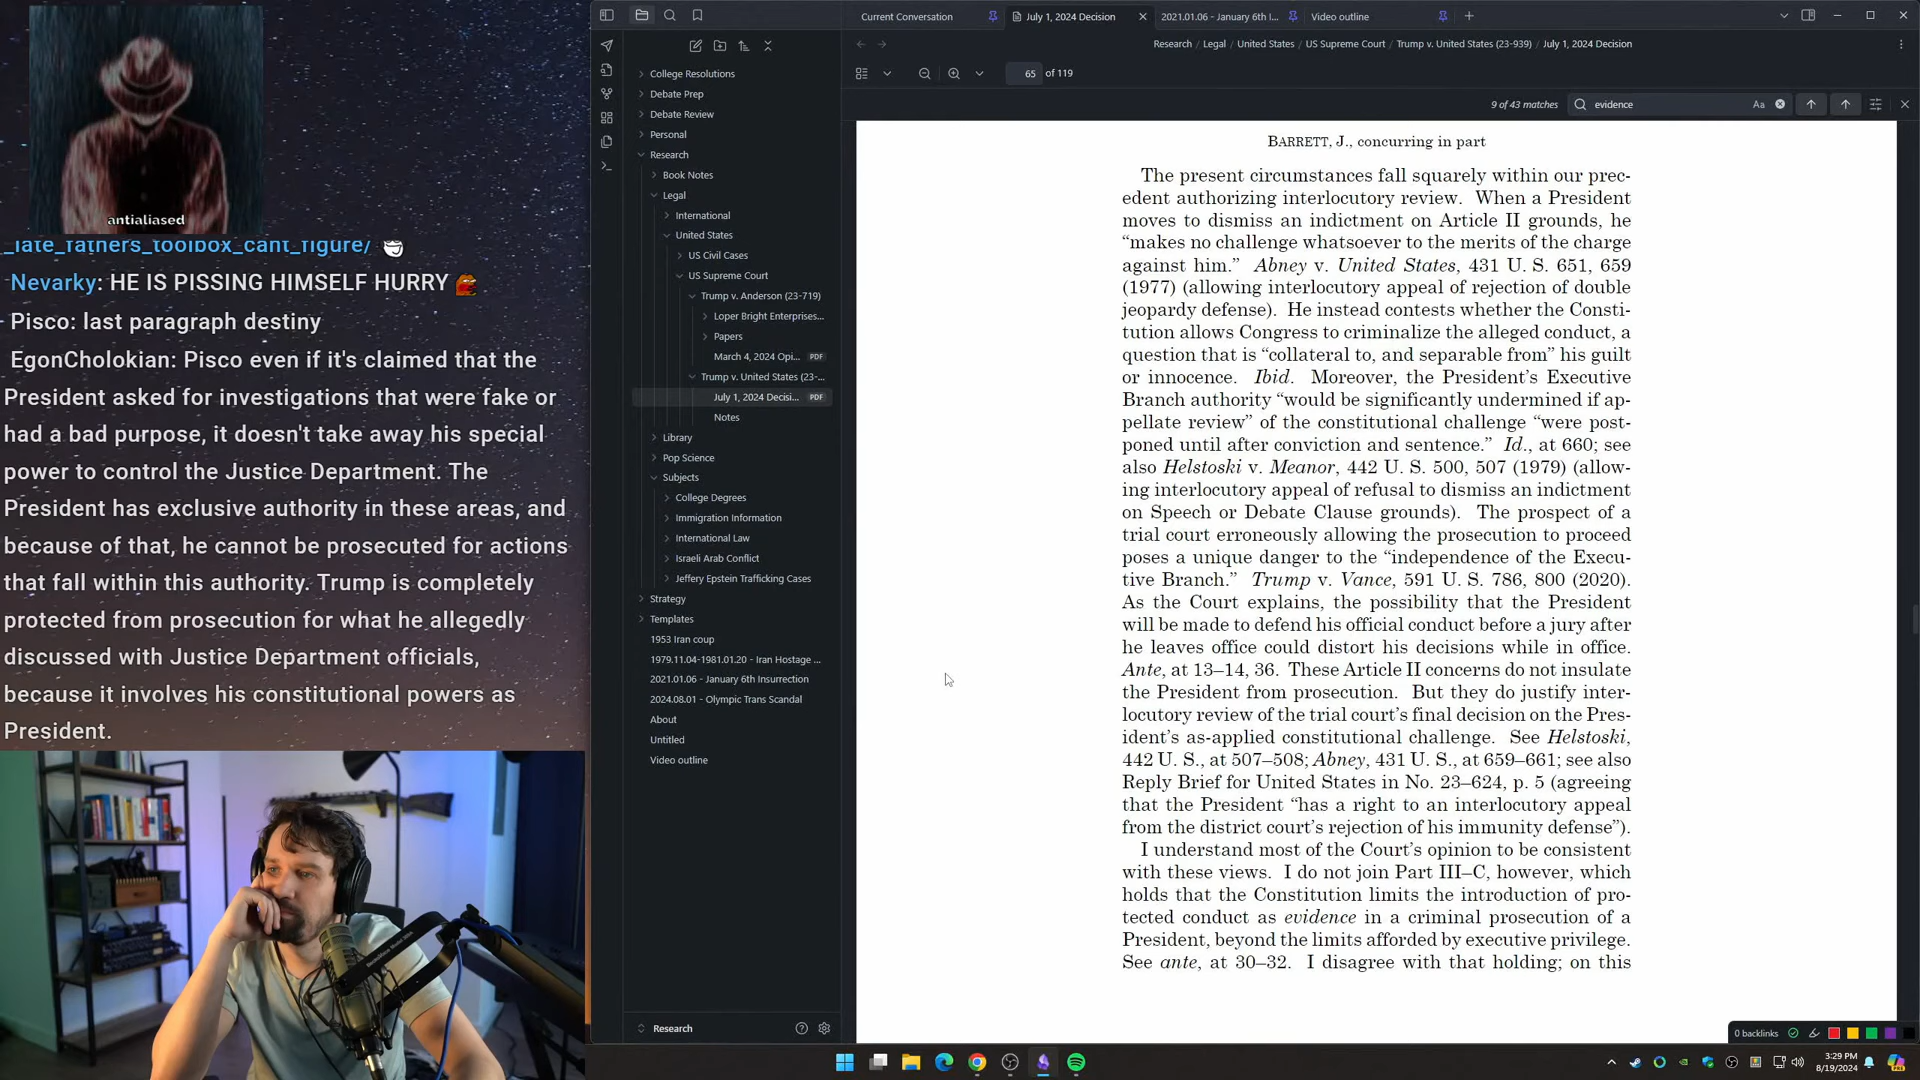 antialiased
_late_fathers_toolbox_cant_figure/
Nevarky: HE IS PISSING HIMSELF HURRY
Pisco: last paragraph destiny
EgonCholokian: Pisco even if it's claimed that the
President asked for investigations that were fake or
had a bad purpose, it doesn't take away his special
power to control the Justice Department. The
President has exclusive authority in these areas, and
because of that, he cannot be prosecuted for actions
that fall within this authority. Trump is completely
protected from prosecution for what he allegedly
discussed with Justice Department officials,
because it involves his constitutional powers as
President.
College Resolutions
Debate Prep
Debate Review
Personal
Research
Book Notes
Legal
International
United States
US Civil Cases
US Supreme Court
Trump v. Anderson (23-719)
Loper Bright Enterprises...
Papers
March 4, 2024 Opi... PDF
Trump v. United States (23-...
July 1, 2024 Decisi... PDF
Notes
Library
Pop Science
Subjects
College Degrees
Immigration Information
International Law
Israeli Arab Conflict
Jeffery Epstein Trafficking Cases
Strategy
Templates
1953 Iran coup
1979.11.04-1981.01.20 - Iran Hostage ...
2021.01.06 - January 6th Insurrection
2024.08.01 - Olympic Trans Scandal
About
Untitled
Video outline
Research
Current Conversation
July 1, 2024 Decision
2021.01.06 - January 6th I...
Video outline
Research / Legal / United States / US Supreme Court / Trump v. United States (23-939) / July 1, 2024 Decision
65 of 119
9 of 43 matches
evidence
Aa
BARRETT, J., concurring in part
The present circumstances fall squarely within our prec-
edent authorizing interlocutory review. When a President
moves to dismiss an indictment on Article II grounds, he
“makes no challenge whatsoever to the merits of the charge
against him.” Abney v. United States, 431 U. S. 651, 659
(1977) (allowing interlocutory appeal of rejection of double
jeopardy defense). He instead contests whether the Consti-
tution allows Congress to criminalize the alleged conduct, a
question that is “collateral to, and separable from” his guilt
or innocence. Ibid. Moreover, the President’s Executive
Branch authority “would be significantly undermined if ap-
pellate review” of the constitutional challenge “were post-
poned until after conviction and sentence.” Id., at 660; see
also Helstoski v. Meanor, 442 U. S. 500, 507 (1979) (allow-
ing interlocutory appeal of refusal to dismiss an indictment
on Speech or Debate Clause grounds). The prospect of a
trial court erroneously allowing the prosecution to proceed
poses a unique danger to the “independence of the Execu-
tive Branch.” Trump v. Vance, 591 U. S. 786, 800 (2020).
As the Court explains, the possibility that the President
will be made to defend his official conduct before a jury after
he leaves office could distort his decisions while in office.
Ante, at 13–14, 36. These Article II concerns do not insulate
the President from prosecution. But they do justify inter-
locutory review of the trial court’s final decision on the Pres-
ident’s as-applied constitutional challenge. See Helstoski,
442 U. S., at 507–508; Abney, 431 U. S., at 659–661; see also
Reply Brief for United States in No. 23–624, p. 5 (agreeing
that the President “has a right to an interlocutory appeal
from the district court’s rejection of his immunity defense”).
I understand most of the Court’s opinion to be consistent
with these views. I do not join Part III–C, however, which
holds that the Constitution limits the introduction of pro-
tected conduct as evidence in a criminal prosecution of a
President, beyond the limits afforded by executive privilege.
See ante, at 30–32. I disagree with that holding; on this
0 backlinks
3:29 PM
8/19/2024